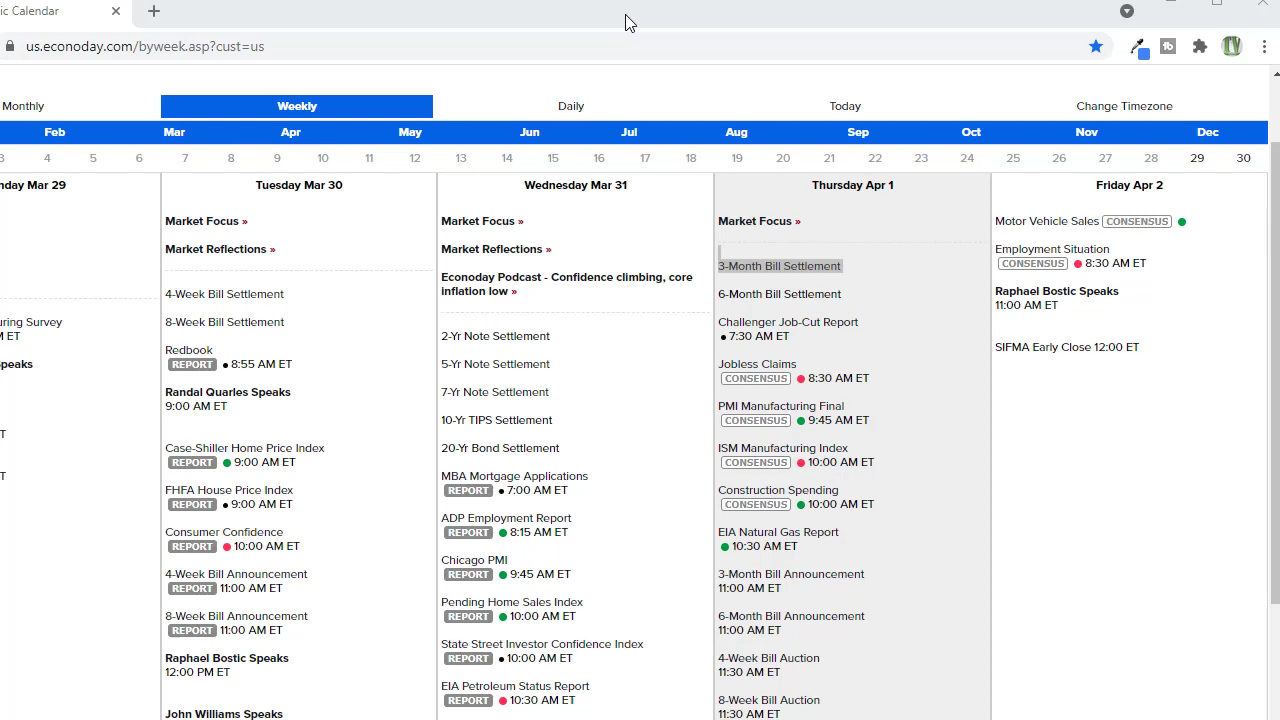 ic Calendar
us.econoday.com/byweek.asp?cust=us
Monthly Weekly Daily Today Change Timezone
Feb Mar Apr May Jun Jul Aug Sep Oct Nov Dec
3 4 5 6 7 8 9 10 11 12 13 14 15 16 17 18 19 20 21 22 23 24 25 26 27 28 29 30
nday Mar 29
uring Survey
M ET
peaks
T
T
Tuesday Mar 30
Market Focus »
Market Reflections »
4-Week Bill Settlement
8-Week Bill Settlement
Redbook
REPORT 8:55 AM ET
Randal Quarles Speaks
9:00 AM ET
Case-Shiller Home Price Index
REPORT 9:00 AM ET
FHFA House Price Index
REPORT 9:00 AM ET
Consumer Confidence
REPORT 10:00 AM ET
4-Week Bill Announcement
REPORT 11:00 AM ET
8-Week Bill Announcement
REPORT 11:00 AM ET
Raphael Bostic Speaks
12:00 PM ET
John Williams Speaks
Wednesday Mar 31
Market Focus »
Market Reflections »
Econoday Podcast - Confidence climbing, core
inflation low »
2-Yr Note Settlement
5-Yr Note Settlement
7-Yr Note Settlement
10-Yr TIPS Settlement
20-Yr Bond Settlement
MBA Mortgage Applications
REPORT 7:00 AM ET
ADP Employment Report
REPORT 8:15 AM ET
Chicago PMI
REPORT 9:45 AM ET
Pending Home Sales Index
REPORT 10:00 AM ET
State Street Investor Confidence Index
REPORT 10:00 AM ET
EIA Petroleum Status Report
REPORT 10:30 AM ET
Thursday Apr 1
Market Focus »
3-Month Bill Settlement
6-Month Bill Settlement
Challenger Job-Cut Report
7:30 AM ET
Jobless Claims
CONSENSUS 8:30 AM ET
PMI Manufacturing Final
CONSENSUS 9:45 AM ET
ISM Manufacturing Index
CONSENSUS 10:00 AM ET
Construction Spending
CONSENSUS 10:00 AM ET
EIA Natural Gas Report
10:30 AM ET
3-Month Bill Announcement
11:00 AM ET
6-Month Bill Announcement
11:00 AM ET
4-Week Bill Auction
11:30 AM ET
8-Week Bill Auction
11:30 AM ET
Friday Apr 2
Motor Vehicle Sales CONSENSUS
Employment Situation
CONSENSUS 8:30 AM ET
Raphael Bostic Speaks
11:00 AM ET
SIFMA Early Close 12:00 ET